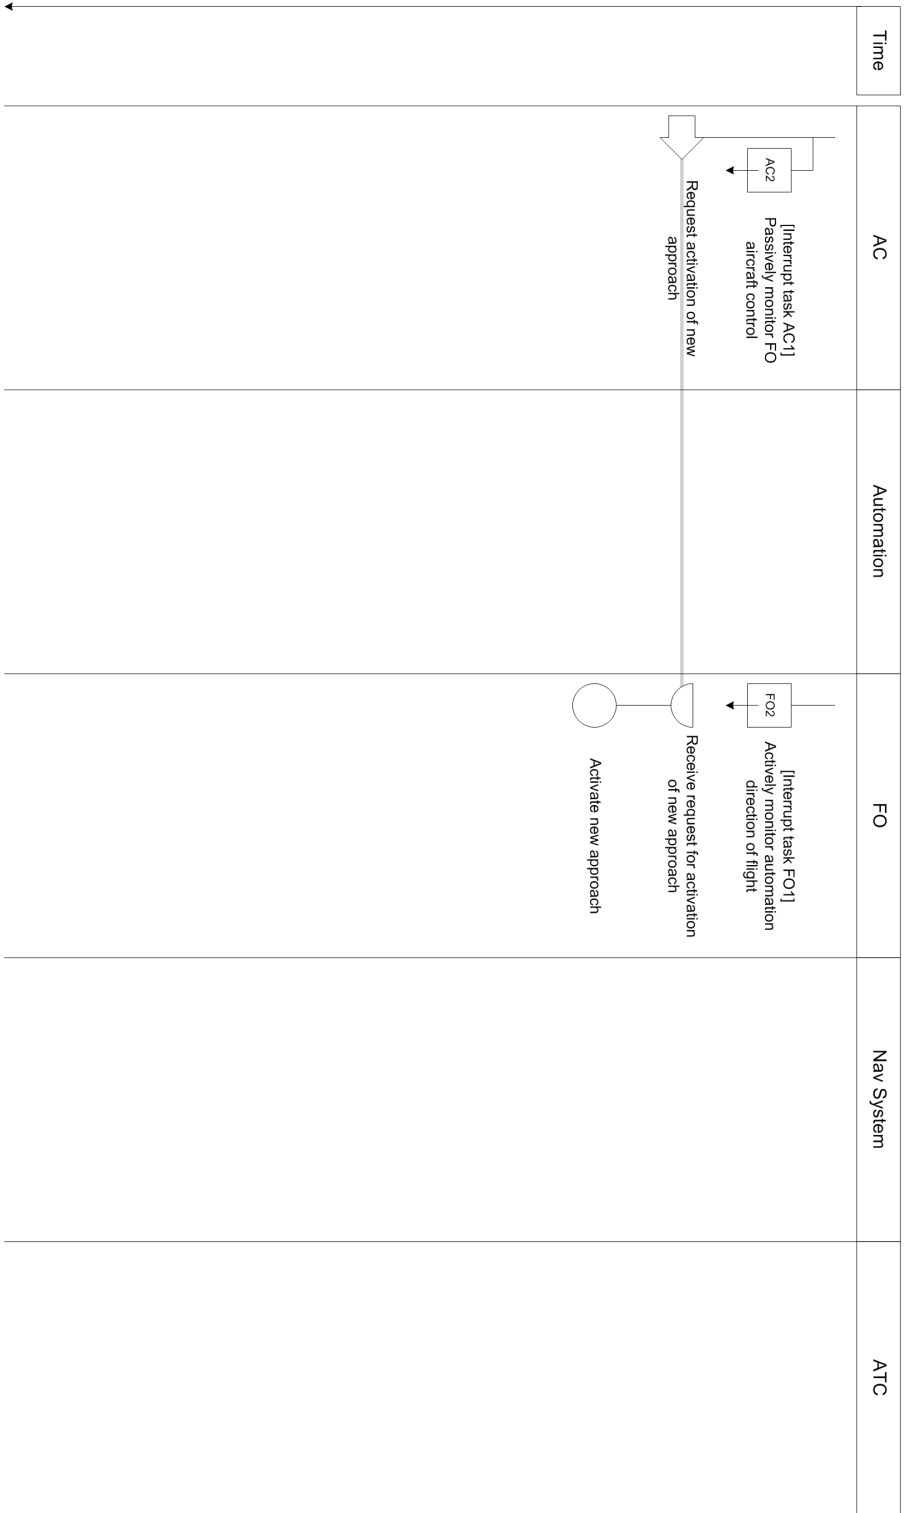 Time
AC
Automation
FO
Nav System
ATC
AC2
[Interrupt task AC1]
Passively monitor FO
aircraft control
FO2
[Interrupt task FO1]
Actively monitor automation
direction of flight
Request activation of new
approach
Receive request for activation
of new approach
Activate new approach